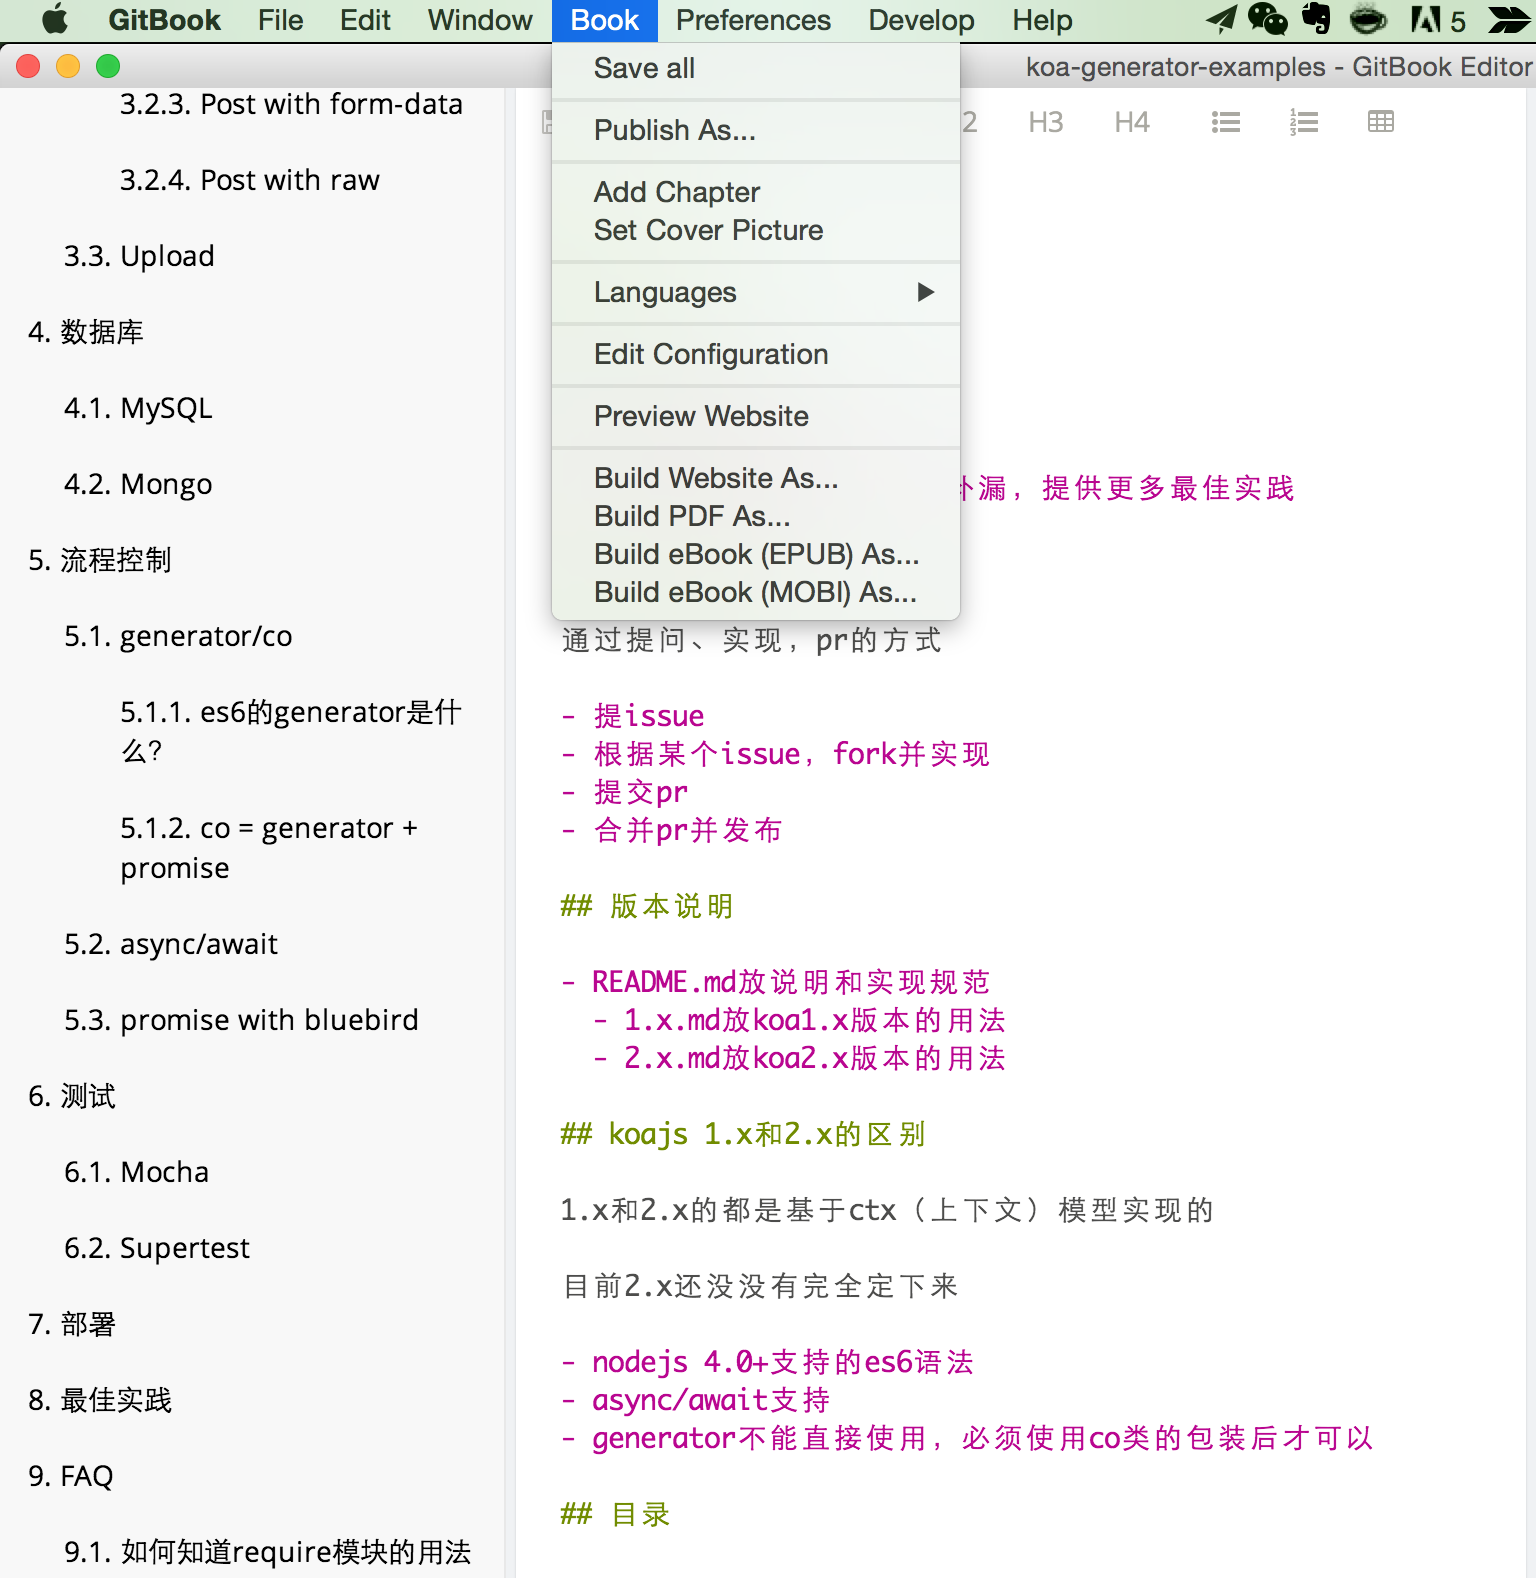 GitBook File Edit Window Book Preferences Develop Help 5
koa-generator-examples - GitBook Editor
3.2.3. Post with form-data
3.2.4. Post with raw
3.3. Upload
4. 数据库
4.1. MySQL
4.2. Mongo
5. 流程控制
5.1. generator/co
5.1.1. es6的generator是什
么?
5.1.2. co = generator +
promise
5.2. async/await
5.3. promise with bluebird
6. 测试
6.1. Mocha
6.2. Supertest
7. 部署
8. 最佳实践
9. FAQ
9.1. 如何知道require模块的用法
Save all
Publish As...
Add Chapter
Set Cover Picture
Languages
Edit Configuration
Preview Website
Build Website As...
Build PDF As...
Build eBook (EPUB) As...
Build eBook (MOBI) As...
2 H3 H4
漏，提供更多最佳实践
通过提问、实现，pr的方式
- 提issue
- 根据某个issue，fork并实现
- 提交pr
- 合并pr并发布
## 版本说明
- README.md放说明和实现规范
- 1.x.md放koa1.x版本的用法
- 2.x.md放koa2.x版本的用法
## koajs 1.x和2.x的区别
1.x和2.x的都是基于ctx（上下文）模型实现的
目前2.x还没没有完全定下来
- nodejs 4.0+支持的es6语法
- async/await支持
- generator不能直接使用，必须使用co类的包装后才可以
## 目录